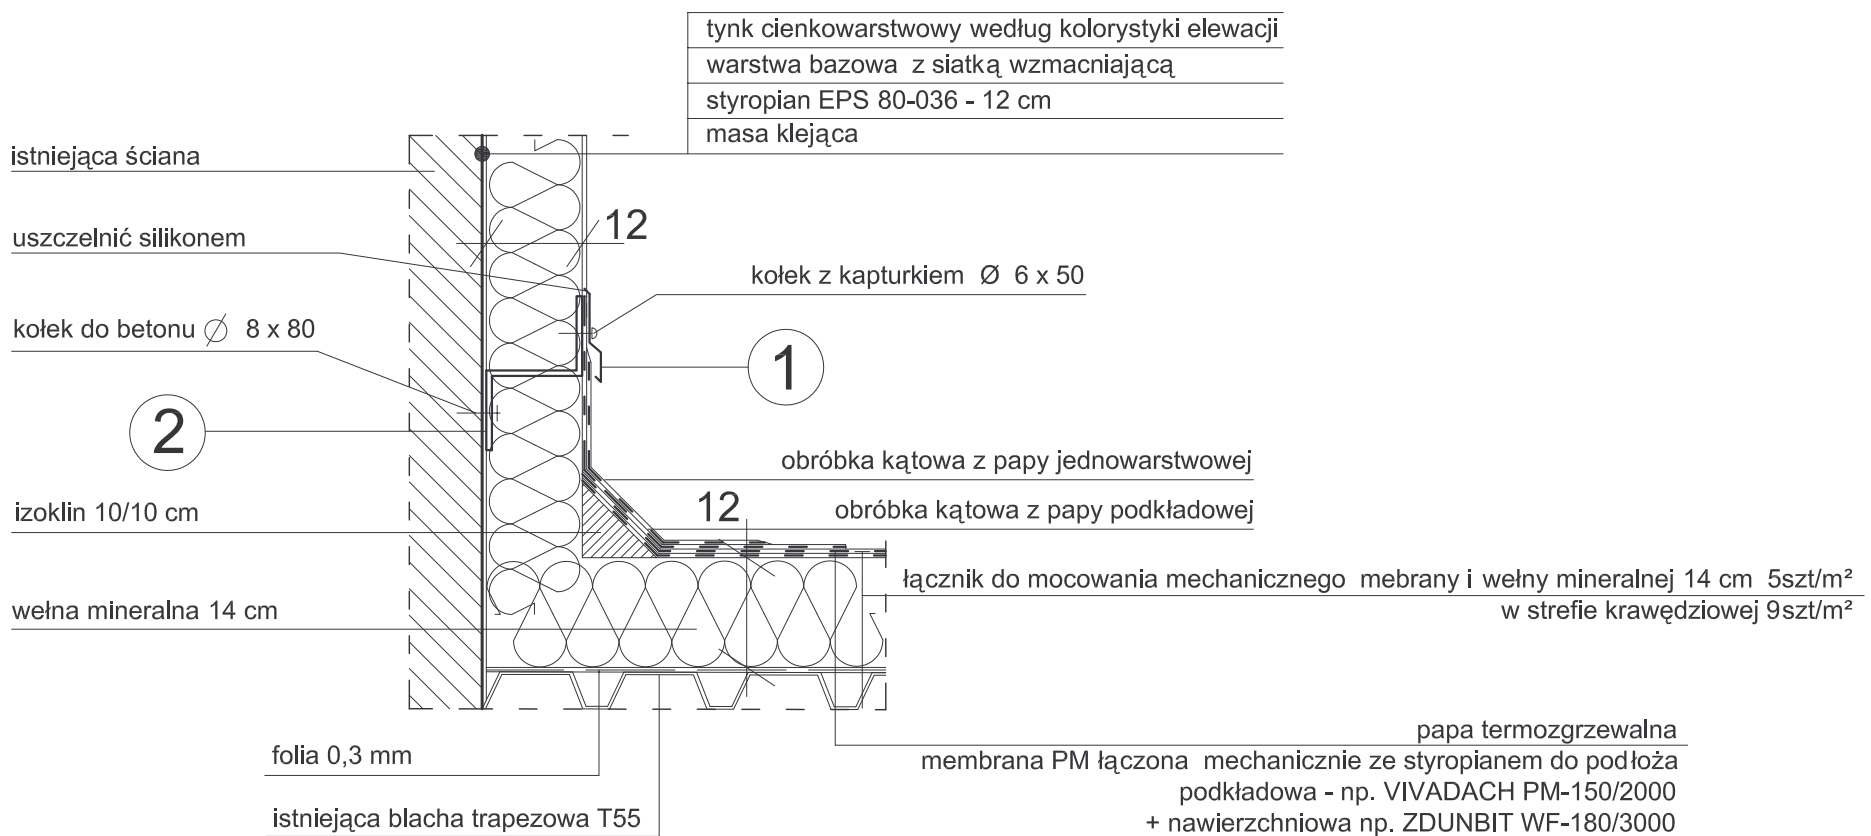 tynk cienkowarstwowy według kolorystyki elewacji
warstwa bazowa z siatką wzmacniającą
styropian EPS 80-036 - 12 cm
masa klejąca
istniejąca ściana
uszczelnić silikonem
12
kołek z kapturkiem Ø 6 x 50
kołek do betonu Ø 8 x 80
1
2
obróbka kątowa z papy jednowarstwowej
izoklin 10/10 cm
12
obróbka kątowa z papy podkładowej
łącznik do mocowania mechanicznego mebrany i wełny mineralnej 14 cm 5szt/m²
w strefie krawędziowej 9szt/m²
wełna mineralna 14 cm
folia 0,3 mm
istniejąca blacha trapezowa T55
papa termozgrzewalna
membrana PM łączona mechanicznie ze styropianem do podłoża
podkładowa - np. VIVADACH PM-150/2000
+ nawierzchniowa np. ZDUNBIT WF-180/3000